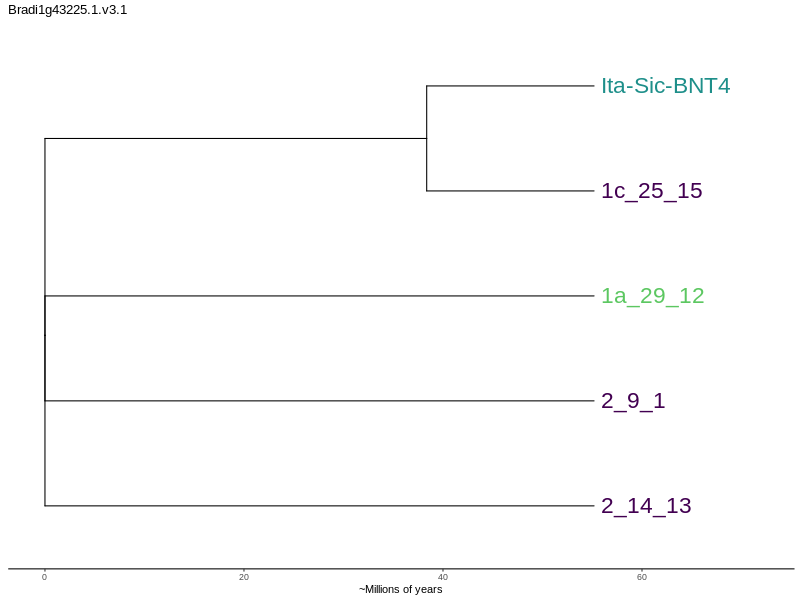 Bradi1g43225.1.v3.1
Ita-Sic-BNT4
1c_25_15
1a_29_12
2_9_1
2_14_13
0 20 40 60
~Millions of years